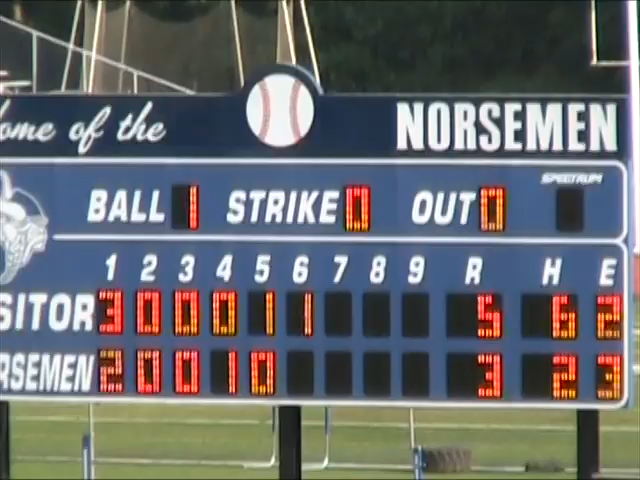 ome of the NORSEMEN
SPECTRUM
BALL 1 STRIKE 0 OUT 0
1 2 3 4 5 6 7 8 9 R H E
SITOR 3 0 0 0 1 1 5 6 2
RSEMEN 2 0 0 1 0 3 2 3